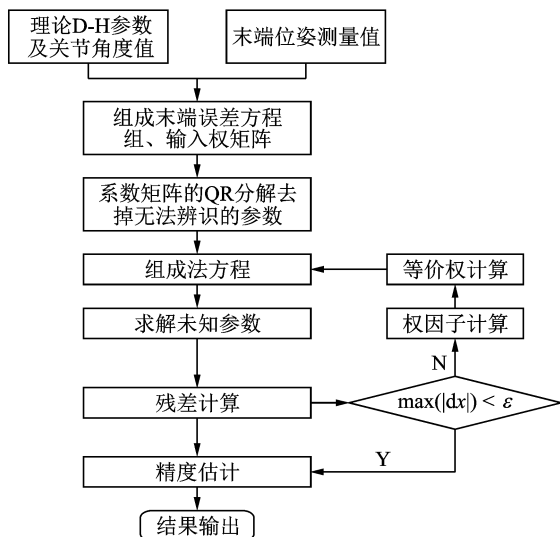 理论D-H参数
及关节角度值
末端位姿测量值
组成末端误差方程
组、输入权矩阵
系数矩阵的QR分解去
掉无法辨识的参数
组成法方程
等价权计算
求解未知参数
权因子计算
N
残差计算
max(|dx|) < ε
Y
精度估计
结果输出